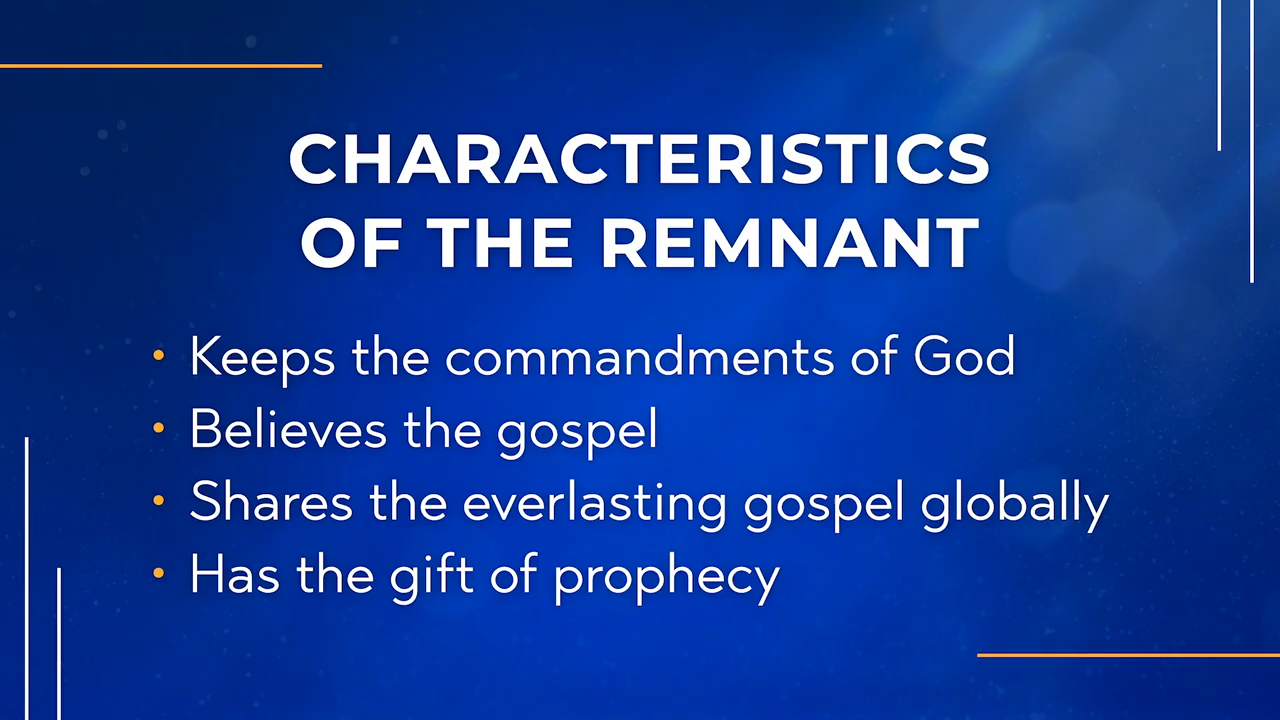 CHARACTERISTICS
OF THE REMNANT
• Keeps the commandments of God
• Believes the gospel
• Shares the everlasting gospel globally
• Has the gift of prophecy